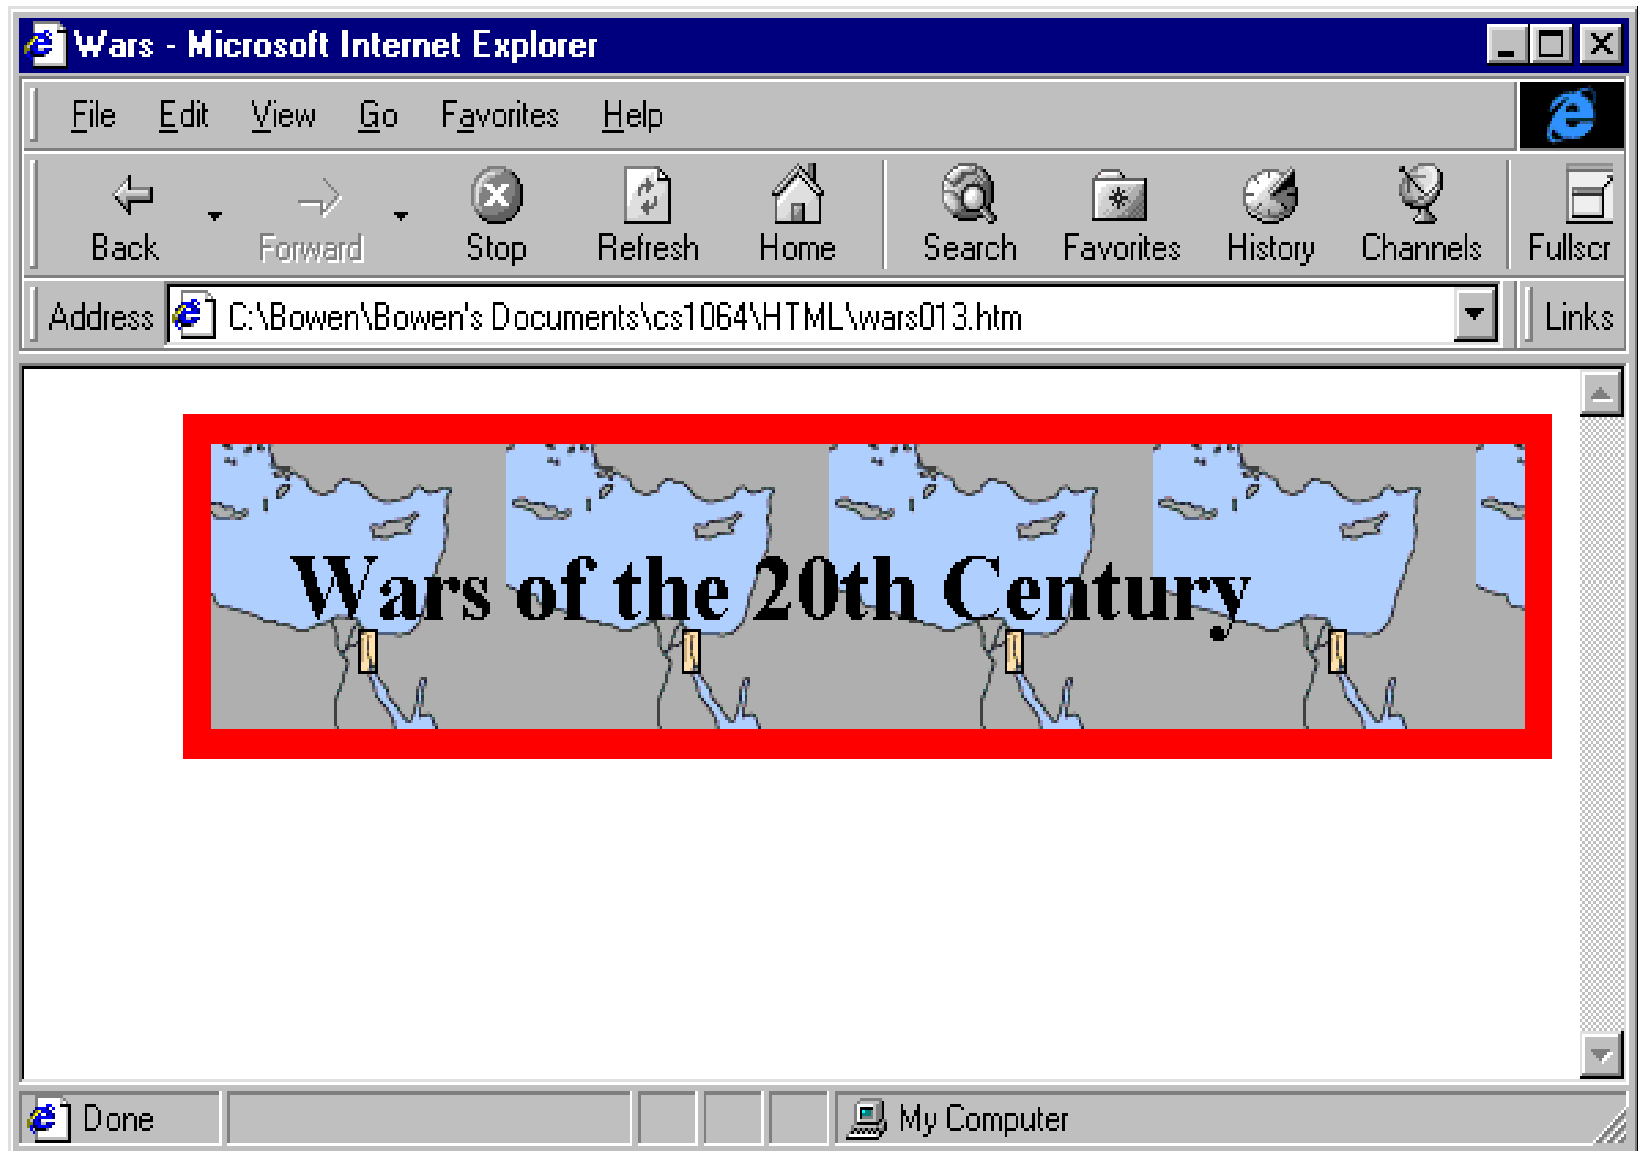 Wars - Microsoft Internet Explorer
File Edit View Go Favorites Help
Back Forward Stop Refresh Home Search Favorites History Channels Fullscr
Address C:\Bowen\Bowen's Documents\cs1064\HTML\wars013.htm Links
Wars of the 20th Century
Done My Computer